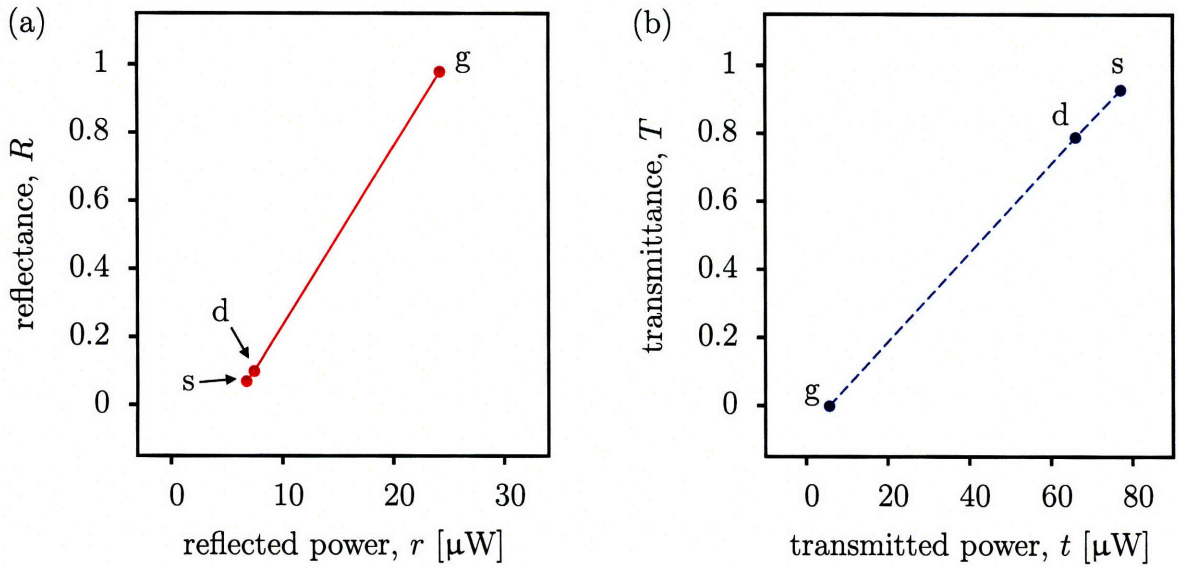 (a)
reflectance, R
1
0.8
0.6
0.4
0.2
0
g
d
s
0 10 20 30
reflected power, r [μW]
(b)
transmittance, T
1
0.8
0.6
0.4
0.2
0
s
d
g
0 20 40 60 80
transmitted power, t [μW]